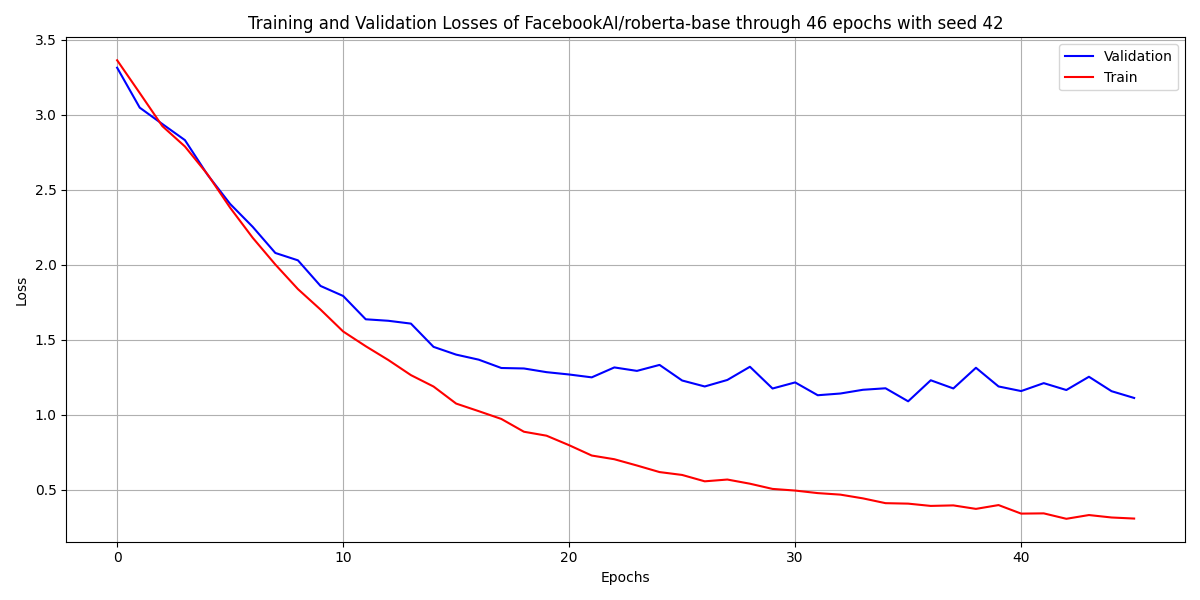 Training and Validation Losses of FacebookAI/roberta-base through 46 epochs with seed 42
Validation
Train
Loss
3.5
3.0
2.5
2.0
1.5
1.0
0.5
0 10 20 30 40
Epochs